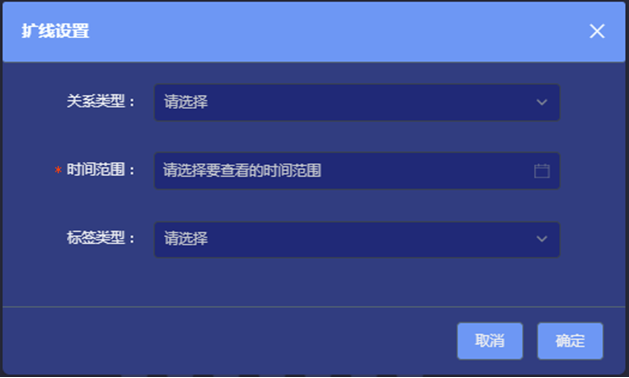 扩线设置
关系类型： 请选择
* 时间范围： 请选择要查看的时间范围
标签类型： 请选择
取消 确定